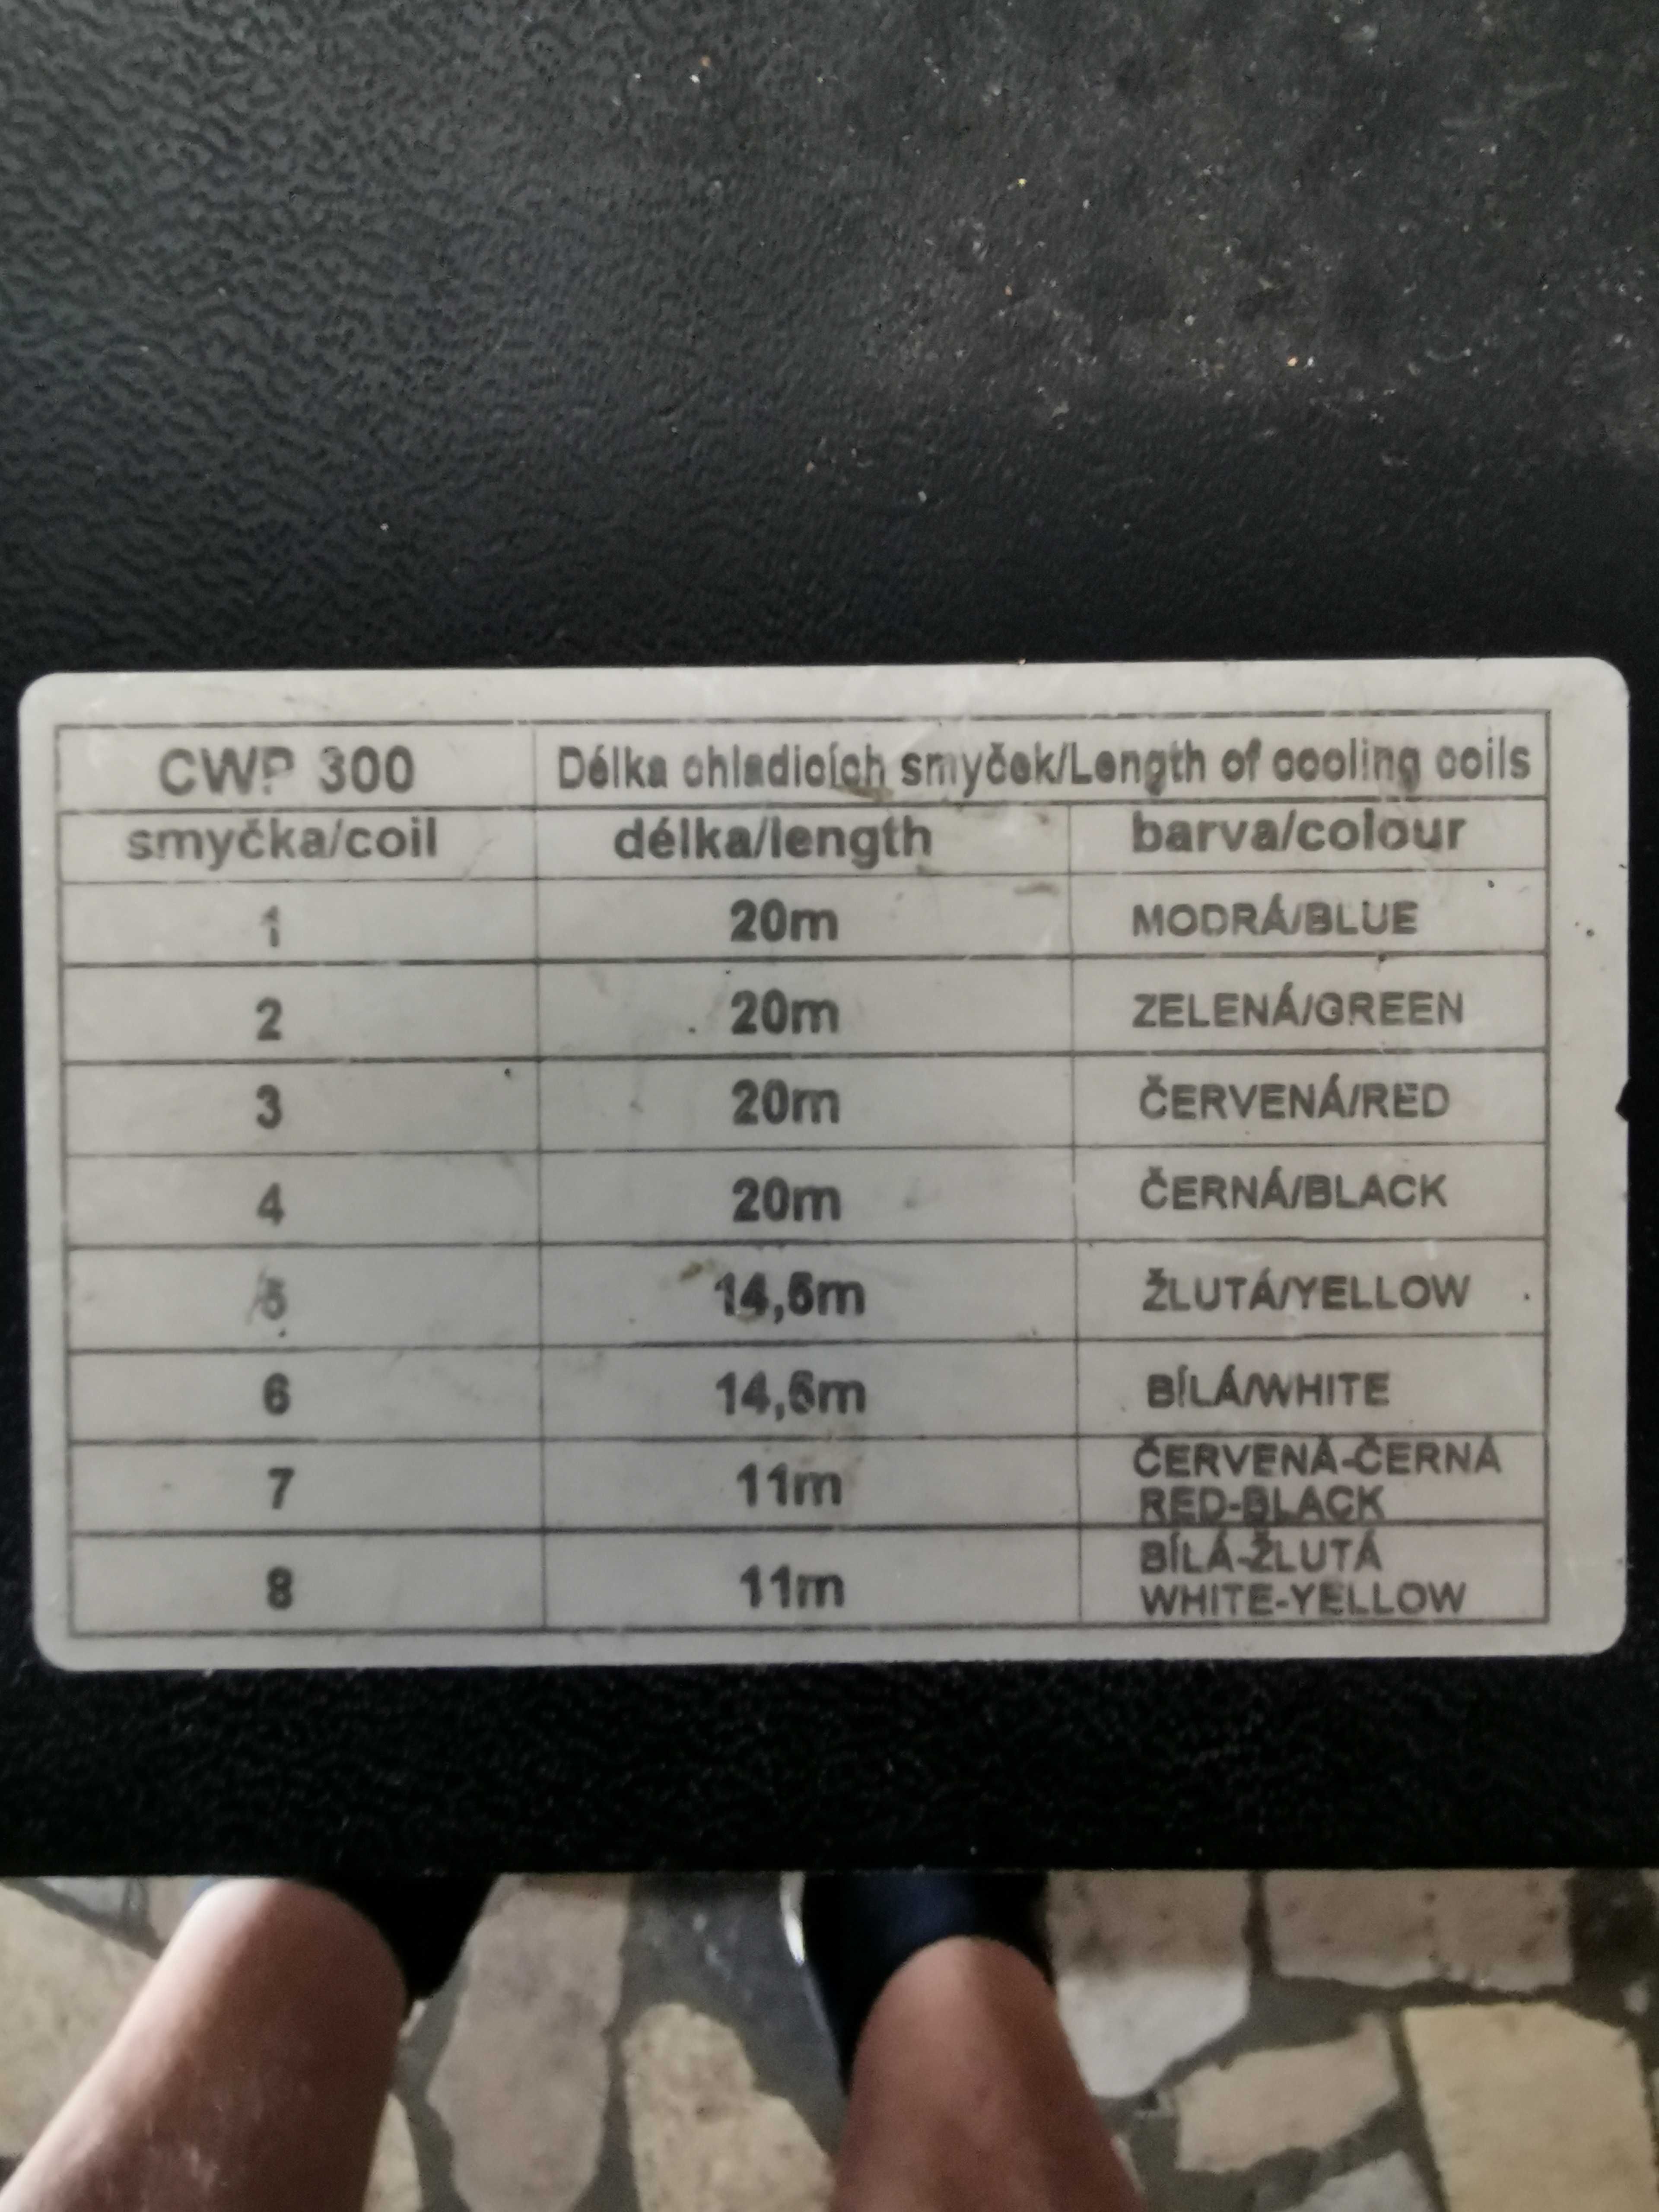 CWP 300 Délka chladicích smyček/Length of cooling coils
smyčka/coil délka/length barva/colour
1 20m MODRÁ/BLUE
2 20m ZELENÁ/GREEN
3 20m ČERVENÁ/RED
4 20m ČERNÁ/BLACK
5 14,5m ŽLUTÁ/YELLOW
6 14,5m BÍLÁ/WHITE
7 11m ČERVENÁ-ČERNÁ
RED-BLACK
8 11m BÍLÁ-ŽLUTÁ
WHITE-YELLOW